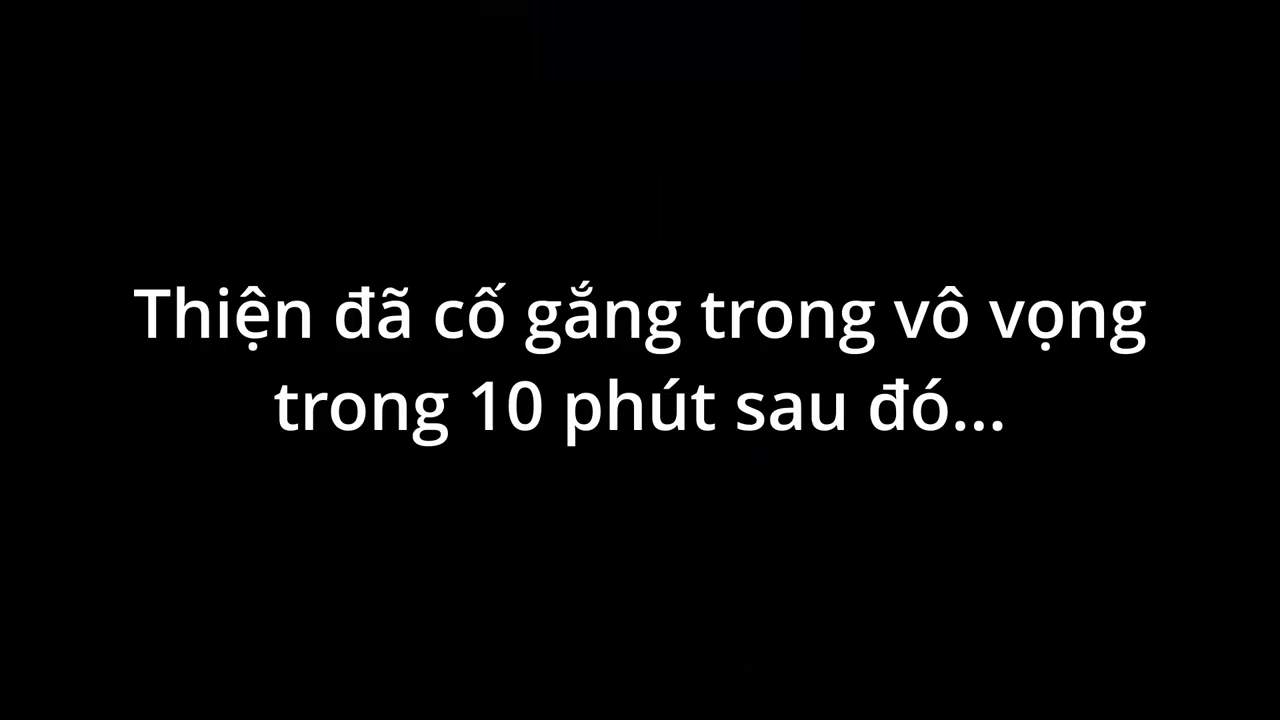 Thiện đã cố gắng trong vô vọng
trong 10 phút sau đó...